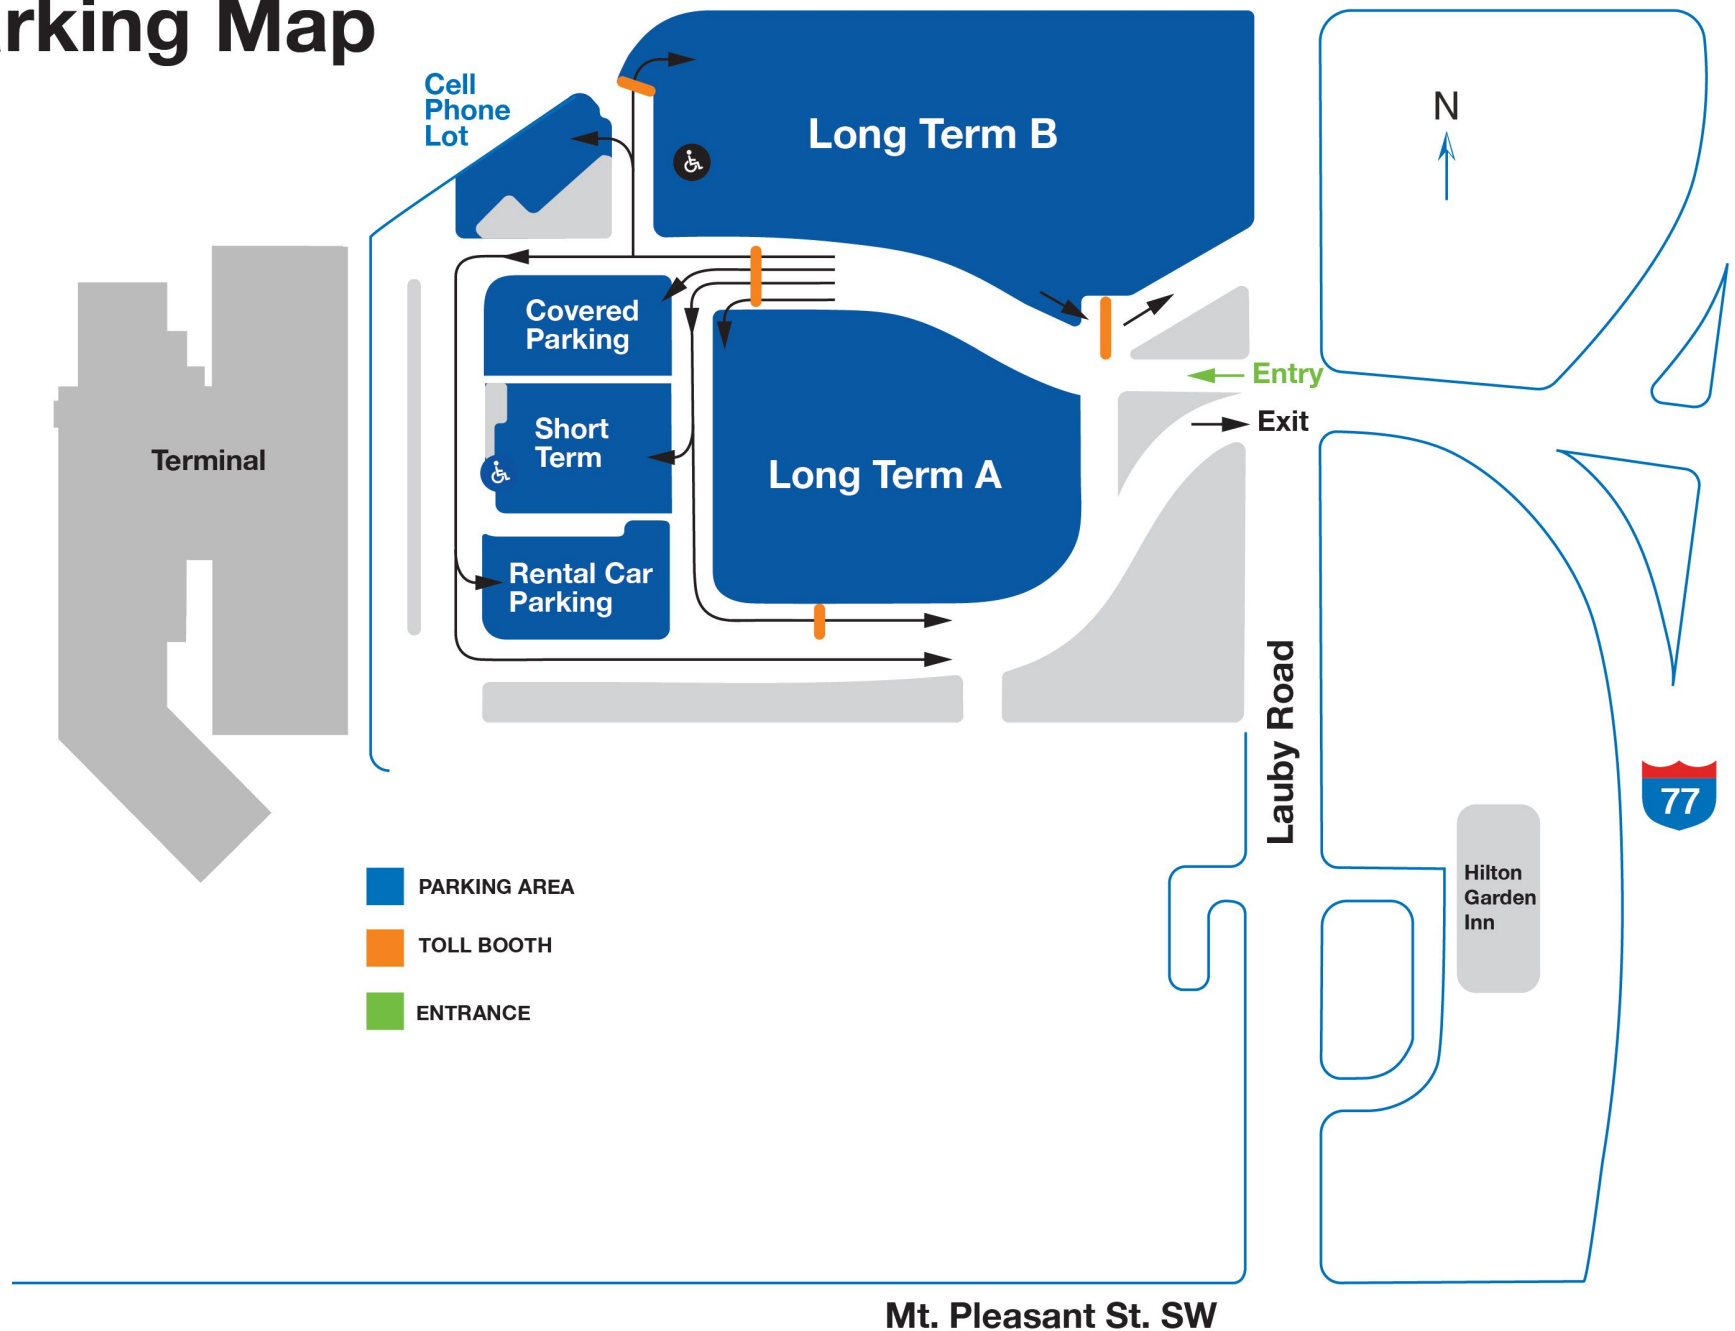 rking Map
Cell
Phone
Lot
Long Term B
N
Covered
Parking
Entry
Exit
Short
Term
Terminal
Long Term A
Rental Car
Parking
Lauby Road
77
Hilton
Garden
Inn
PARKING AREA
TOLL BOOTH
ENTRANCE
Mt. Pleasant St. SW